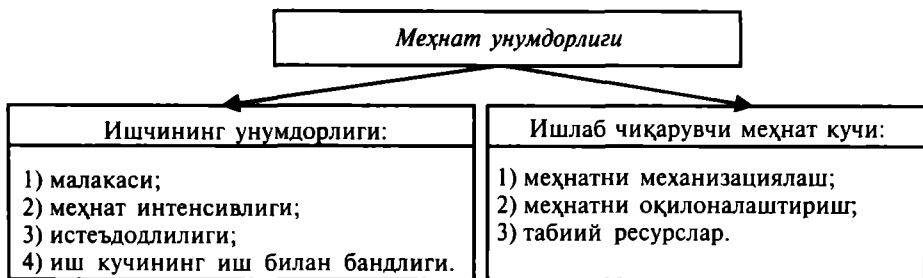 Меҳнат унумдорлиги
Ишчининг унумдорлиги:
1) малакаси;
2) меҳнат интенсивлиги;
3) истеъдодлилиги;
4) иш кучининг иш билан бандлиги.
Ишлаб чиқарувчи меҳнат кучи:
1) меҳнатни механизациялаш;
2) меҳнатни оқилоналаштириш;
3) табиий ресурслар.